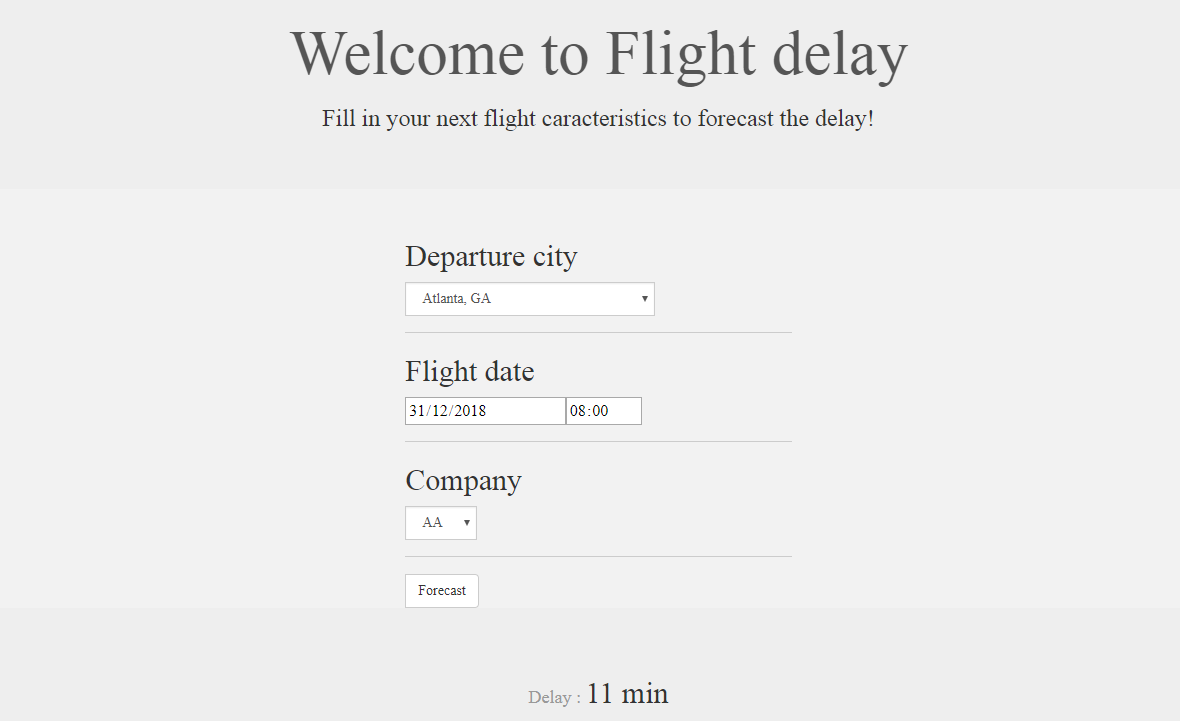 Welcome to Flight delay
Fill in your next flight caracteristics to forecast the delay!
Departure city
Atlanta, GA
Flight date
31/12/2018 08:00
Company
AA
Forecast
Delay : 11 min